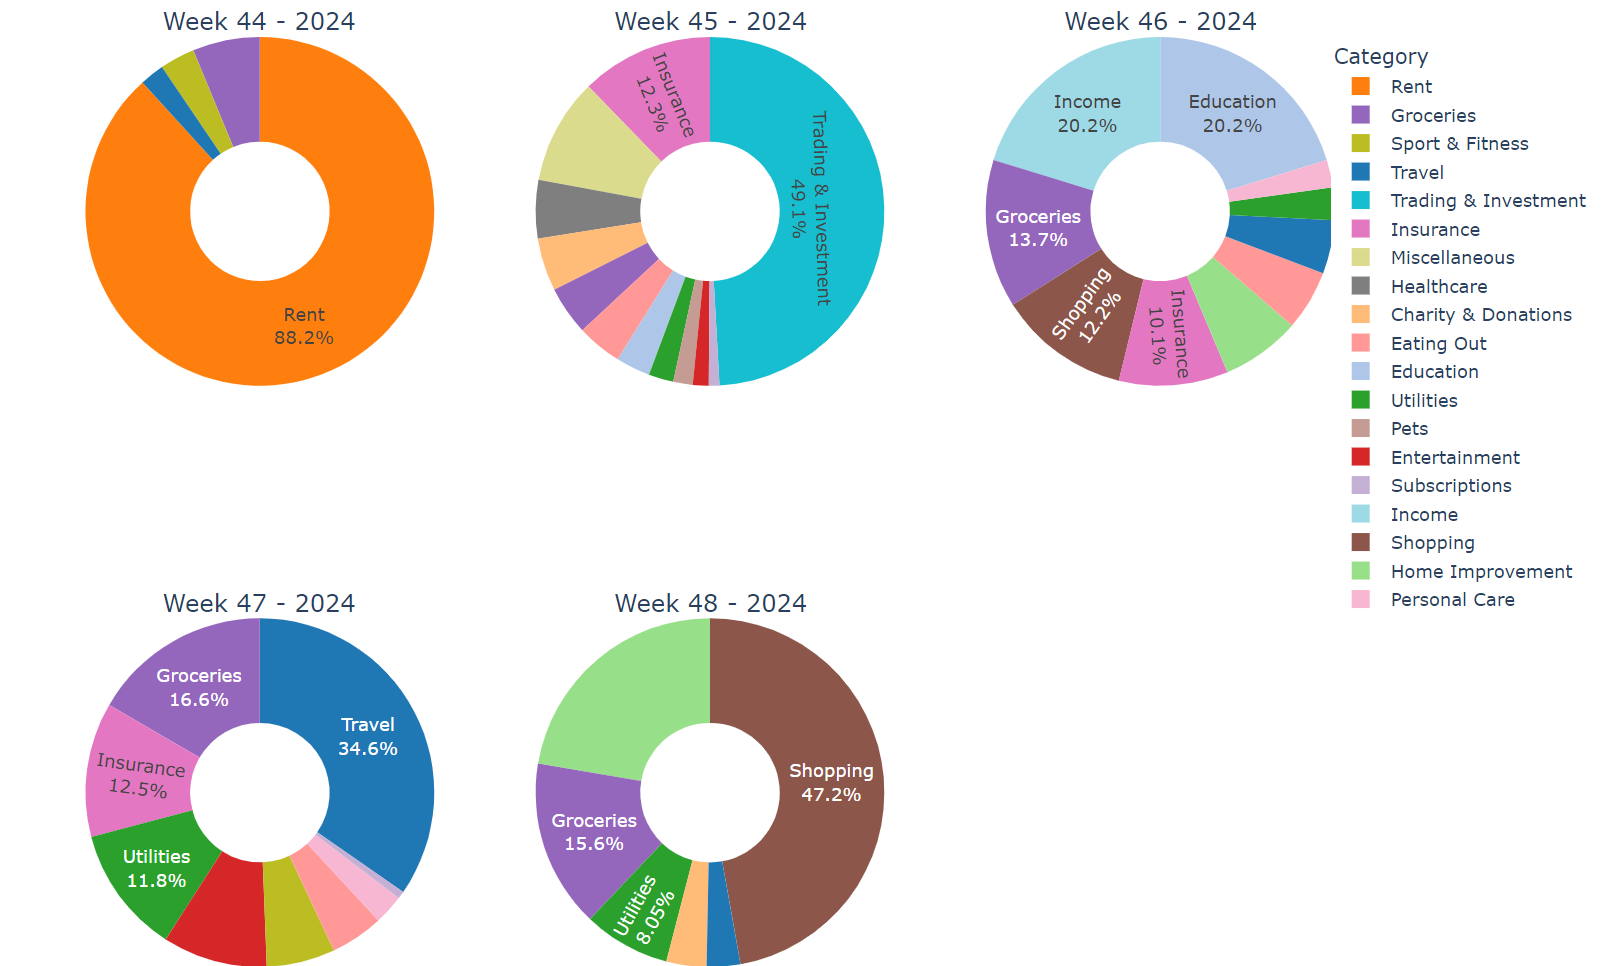 Week 44 - 2024
Week 45 - 2024
Week 46 - 2024
Rent
88.2%
Insurance
12.3%
Trading & Investment
49.1%
Income
20.2%
Education
20.2%
Groceries
13.7%
Shopping
12.2%
Insurance
10.1%
Category
Rent
Groceries
Sport & Fitness
Travel
Trading & Investment
Insurance
Miscellaneous
Healthcare
Charity & Donations
Eating Out
Education
Utilities
Pets
Entertainment
Subscriptions
Income
Shopping
Home Improvement
Personal Care
Week 47 - 2024
Week 48 - 2024
Groceries
16.6%
Travel
34.6%
Insurance
12.5%
Utilities
11.8%
Shopping
47.2%
Groceries
15.6%
Utilities
8.05%